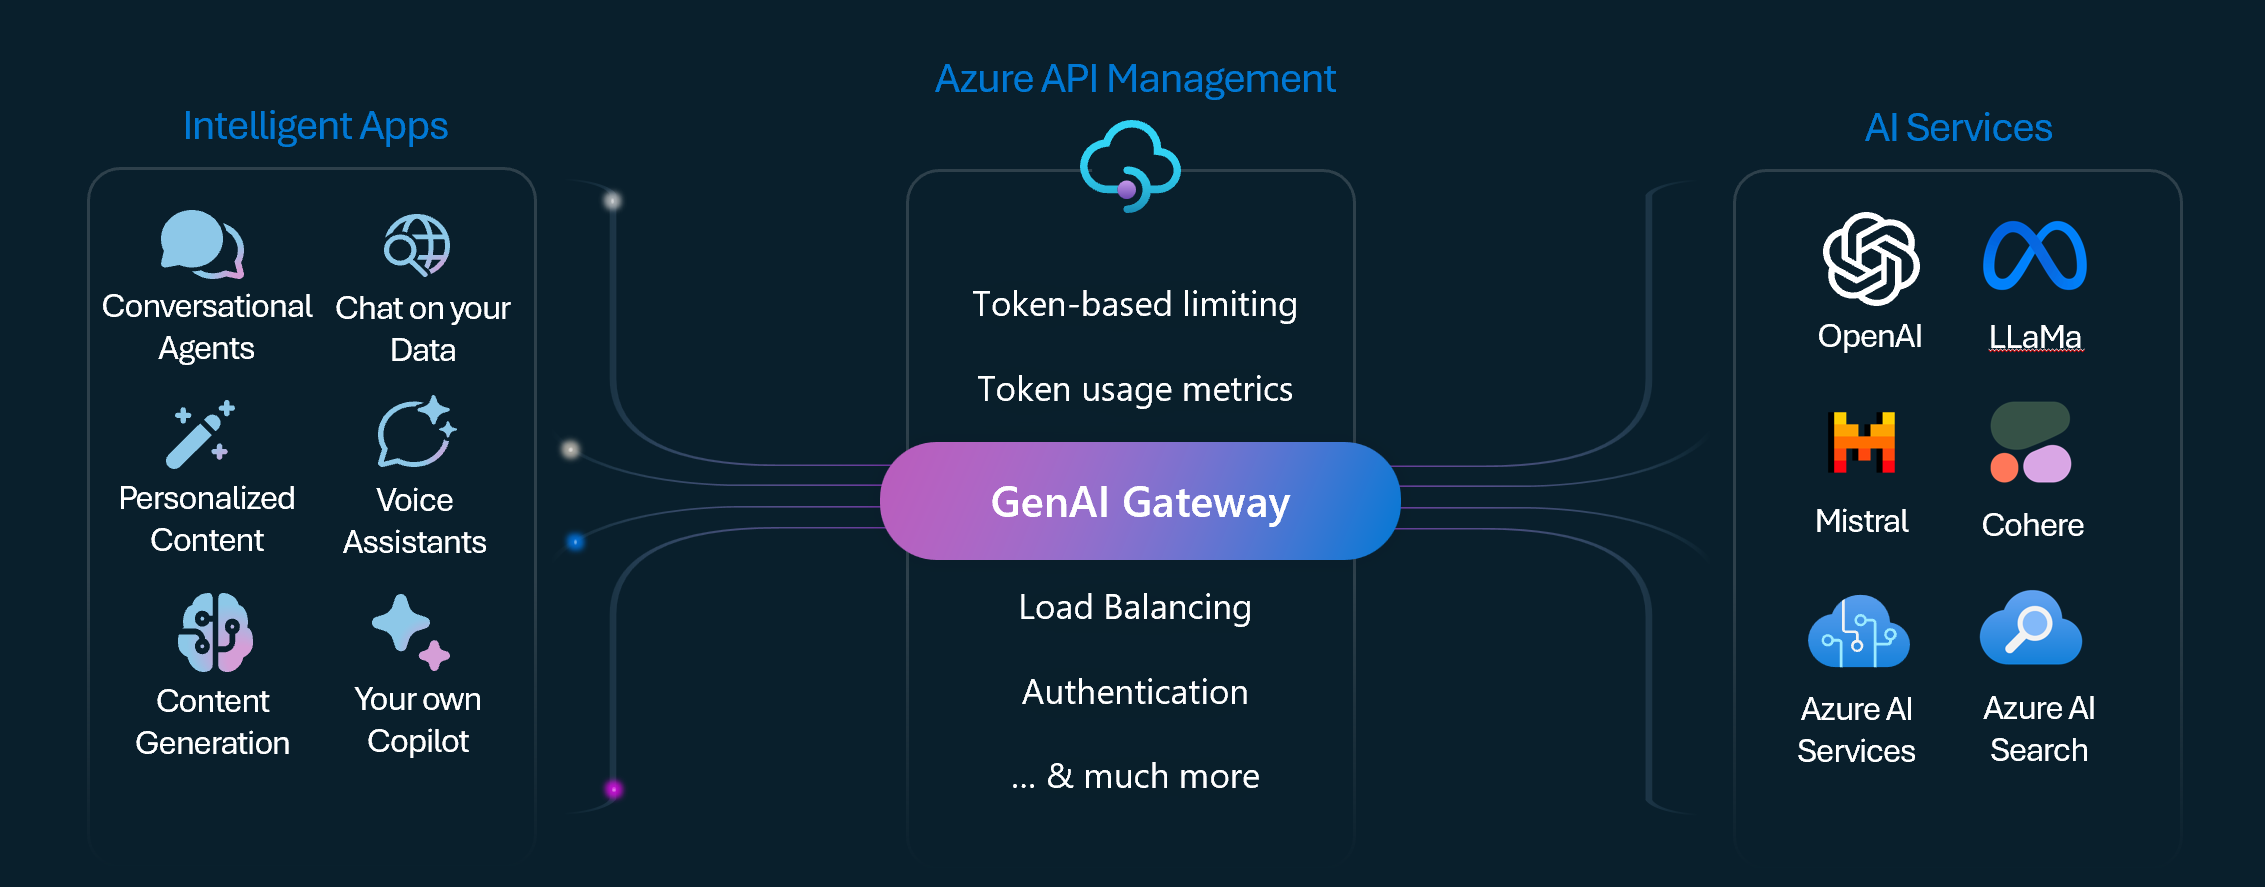 Intelligent Apps
Conversational
Agents
Chat on your
Data
Personalized
Content
Voice
Assistants
Content
Generation
Your own
Copilot
Azure API Management
Token-based limiting
Token usage metrics
GenAI Gateway
Load Balancing
Authentication
... & much more
AI Services
OpenAI
LLaMa
Mistral
Cohere
Azure AI
Services
Azure AI
Search